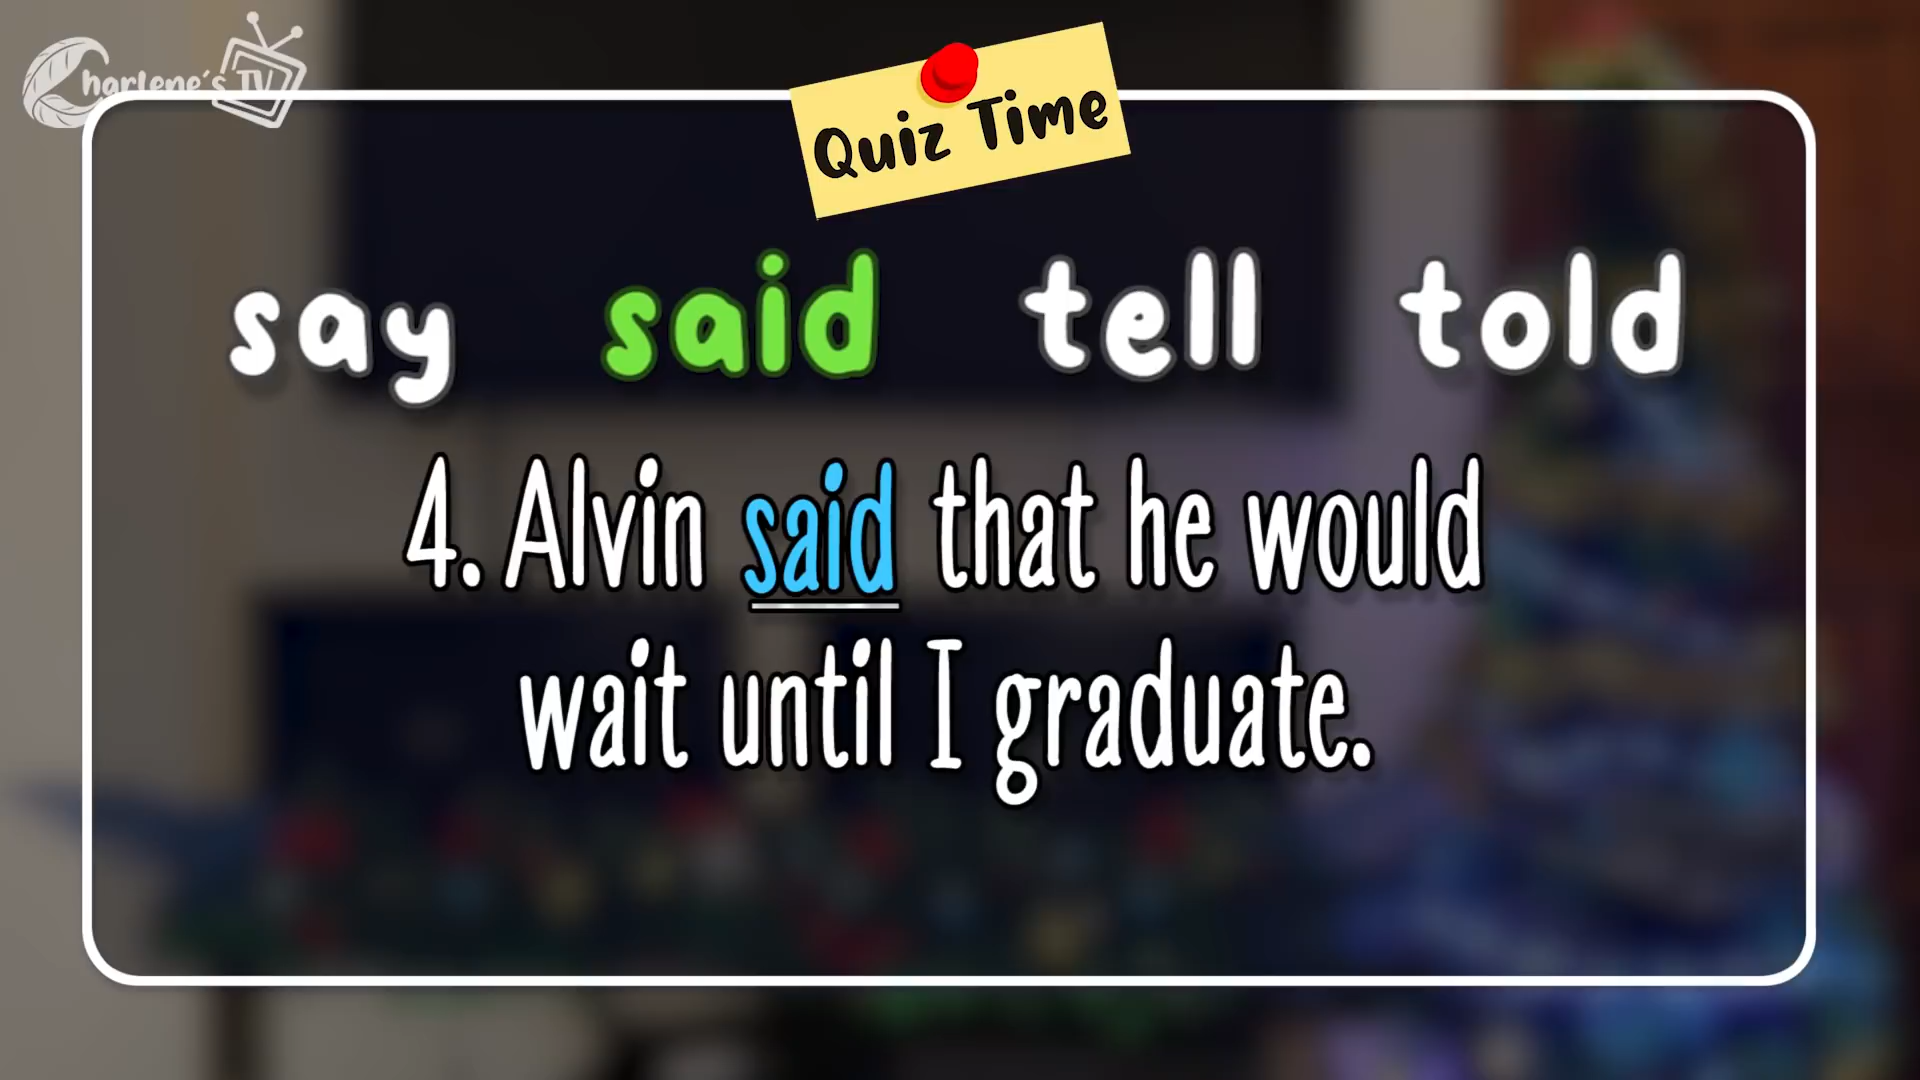 Charlene's TV
Quiz Time
say said tell told
4. Alvin said that he would
wait until I graduate.